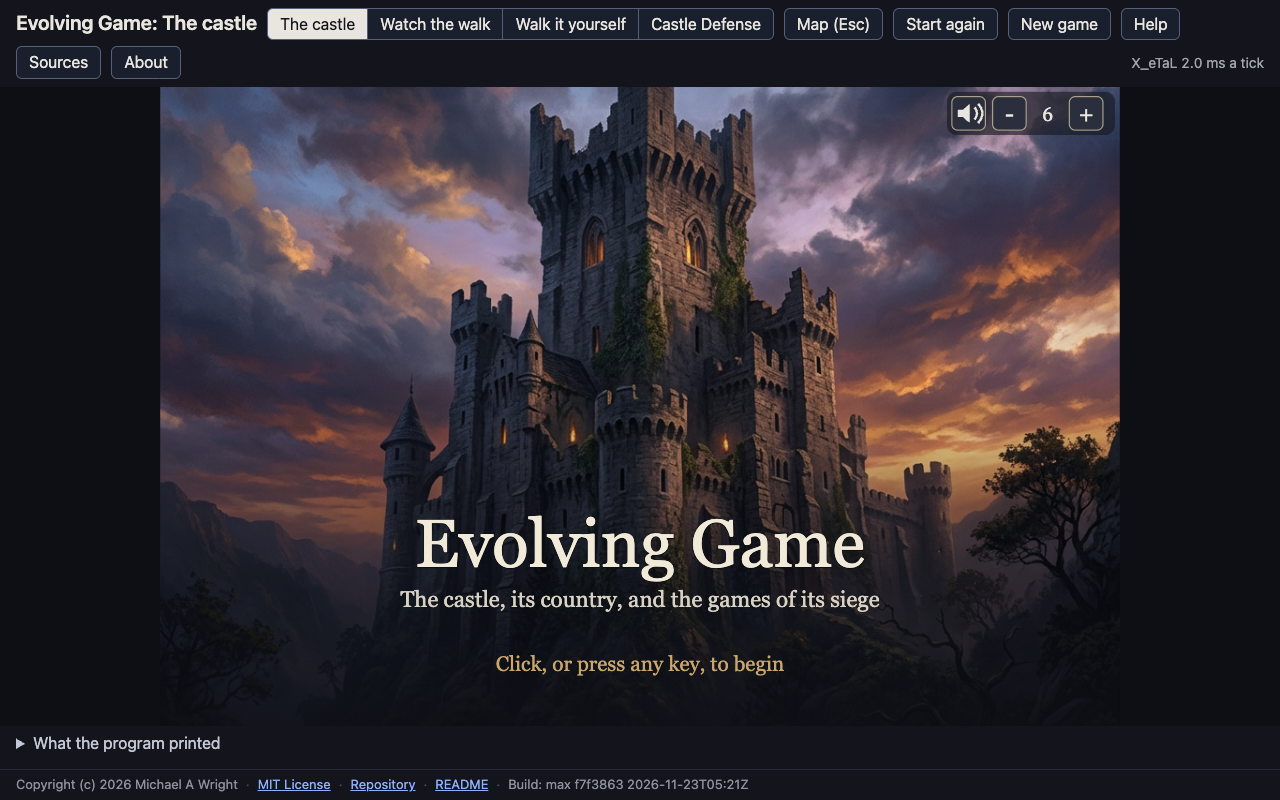 Evolving Game: The castle
The castle
Watch the walk
Walk it yourself
Castle Defense
Map (Esc)
Start again
New game
Help
Sources
About
X_eTaL 2.0 ms a tick
- 6 +
Evolving Game
The castle, its country, and the games of its siege
Click, or press any key, to begin
What the program printed
Copyright (c) 2026 Michael A Wright · MIT License · Repository · README · Build: max f7f3863 2026-11-23T05:21Z